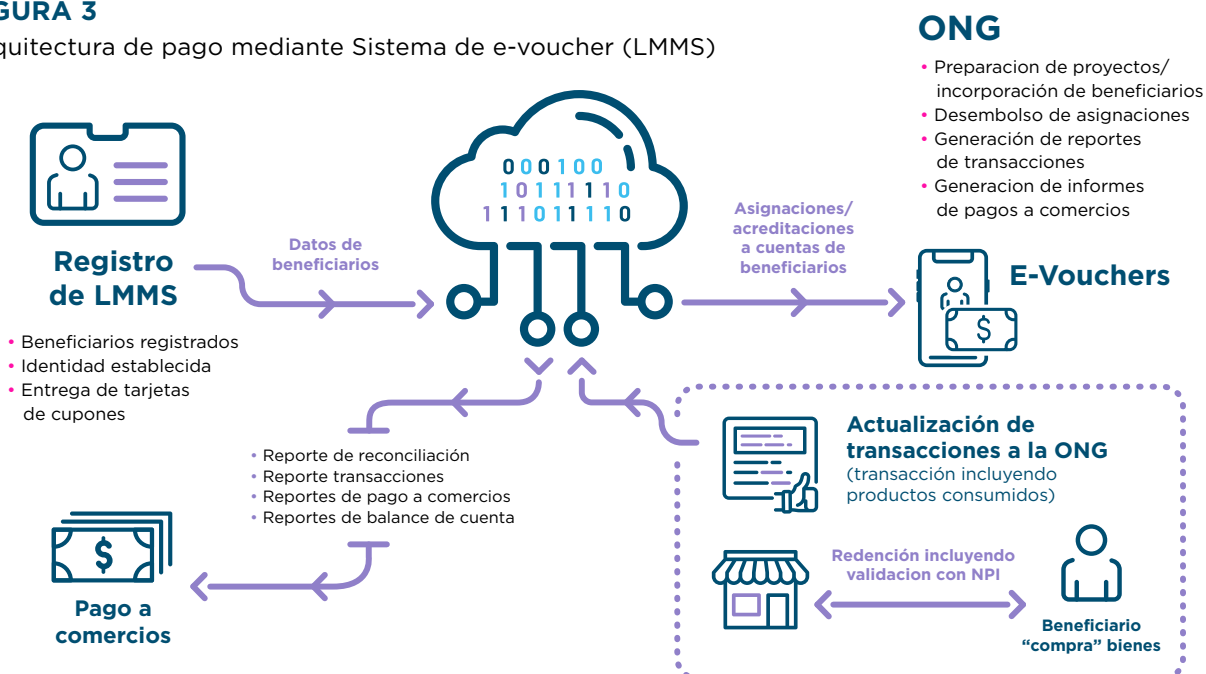 GURA 3
quitectura de pago mediante Sistema de e-voucher (LMMS)
ONG
• Preparacion de proyectos/
incorporación de beneficiarios
• Desembolso de asignaciones
• Generación de reportes
de transacciones
• Generacion de informes
de pagos a comercios
000100
10111110
111011110
Registro
de LMMS
• Beneficiarios registrados
• Identidad establecida
• Entrega de tarjetas
de cupones
Datos de
beneficiarios
Asignaciones/
acreditaciones
a cuentas de
beneficiarios
E-Vouchers
$
• Reporte de reconciliación
• Reporte transacciones
• Reportes de pago a comercios
• Reportes de balance de cuenta
$
Pago a
comercios
Actualización de
transacciones a la ONG
(transacción incluyendo
productos consumidos)
Redención incluyendo
validacion con NPI
Beneficiario
“compra” bienes